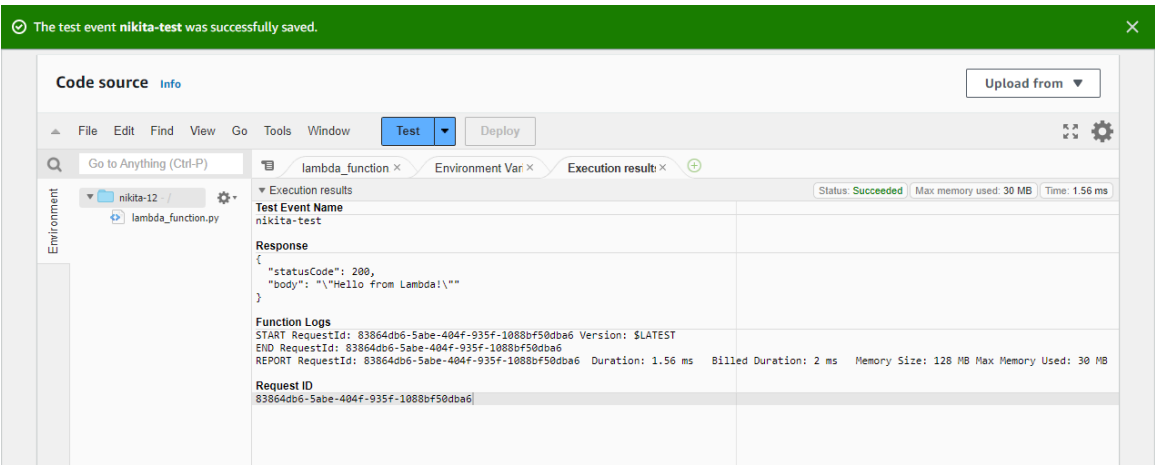 The test event nikita-test was successfully saved.
Code source Info
Upload from
File Edit Find View Go Tools Window Test Deploy
Go to Anything (Ctrl-P)
lambda_function × Environment Vari × Execution results ×
Environment
nikita-12 - /
lambda_function.py
Execution results
Status: Succeeded Max memory used: 30 MB Time: 1.56 ms
Test Event Name
nikita-test
Response
{
  "statusCode": 200,
  "body": "\"Hello from Lambda!\""
}
Function Logs
START RequestId: 83864db6-5abe-404f-935f-1088bf50dba6 Version: $LATEST
END RequestId: 83864db6-5abe-404f-935f-1088bf50dba6
REPORT RequestId: 83864db6-5abe-404f-935f-1088bf50dba6 Duration: 1.56 ms Billed Duration: 2 ms Memory Size: 128 MB Max Memory Used: 30 MB
Request ID
83864db6-5abe-404f-935f-1088bf50dba6